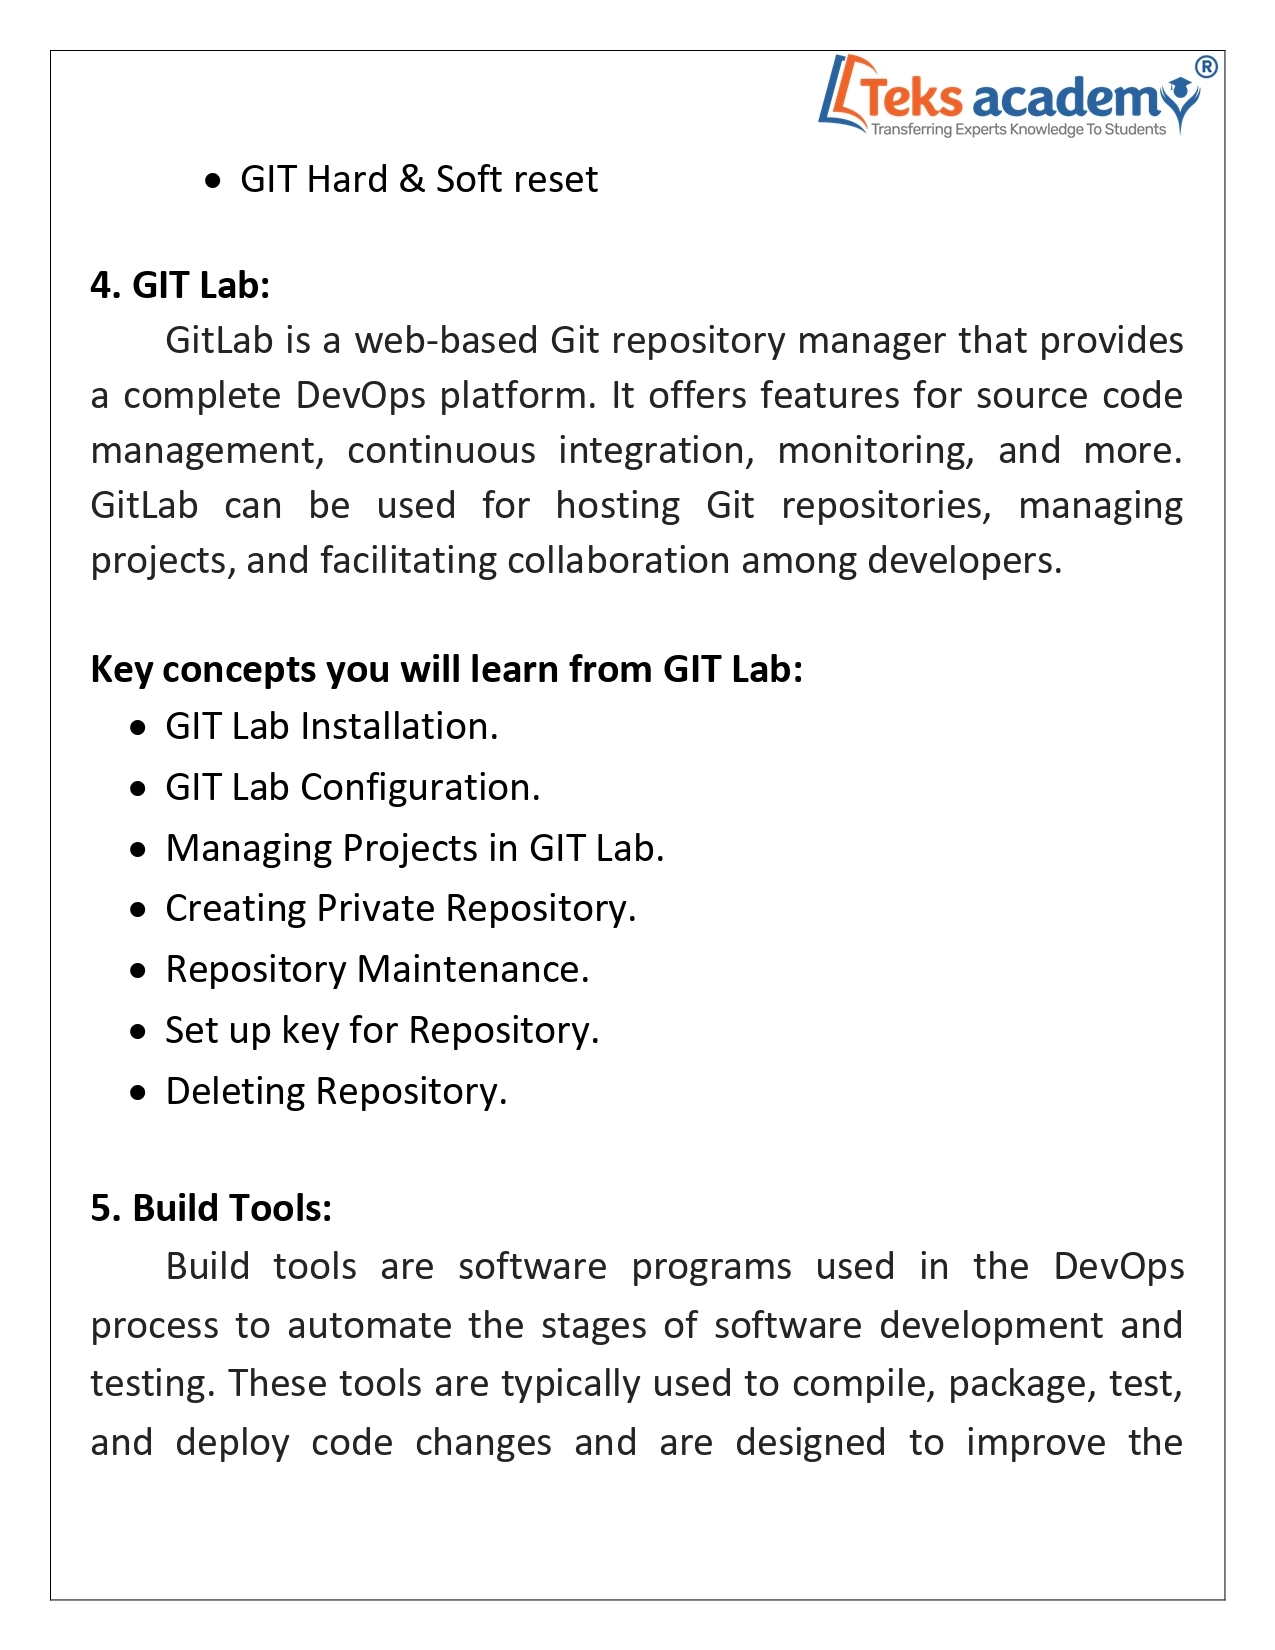 Teks academy®
Transferring Experts Knowledge To Students
• GIT Hard & Soft reset
4. GIT Lab:
GitLab is a web-based Git repository manager that provides
a complete DevOps platform. It offers features for source code
management, continuous integration, monitoring, and more.
GitLab can be used for hosting Git repositories, managing
projects, and facilitating collaboration among developers.
Key concepts you will learn from GIT Lab:
• GIT Lab Installation.
• GIT Lab Configuration.
• Managing Projects in GIT Lab.
• Creating Private Repository.
• Repository Maintenance.
• Set up key for Repository.
• Deleting Repository.
5. Build Tools:
Build tools are software programs used in the DevOps
process to automate the stages of software development and
testing. These tools are typically used to compile, package, test,
and deploy code changes and are designed to improve the